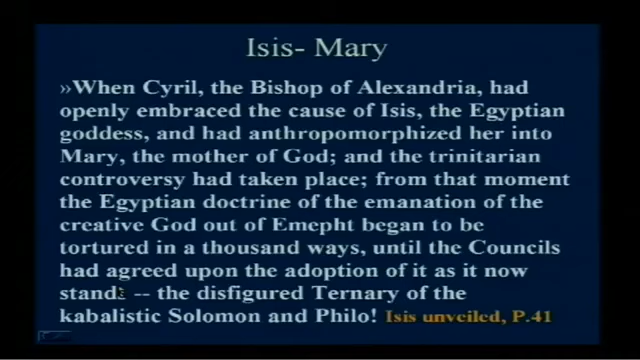 Isis- Mary
»When Cyril, the Bishop of Alexandria, had
openly embraced the cause of Isis, the Egyptian
goddess, and had anthropomorphized her into
Mary, the mother of God; and the trinitarian
controversy had taken place; from that moment
the Egyptian doctrine of the emanation of the
creative God out of Emepht began to be
tortured in a thousand ways, until the Councils
had agreed upon the adoption of it as it now
stands -- the disfigured Ternary of the
kabalistic Solomon and Philo! Isis unveiled, P.41